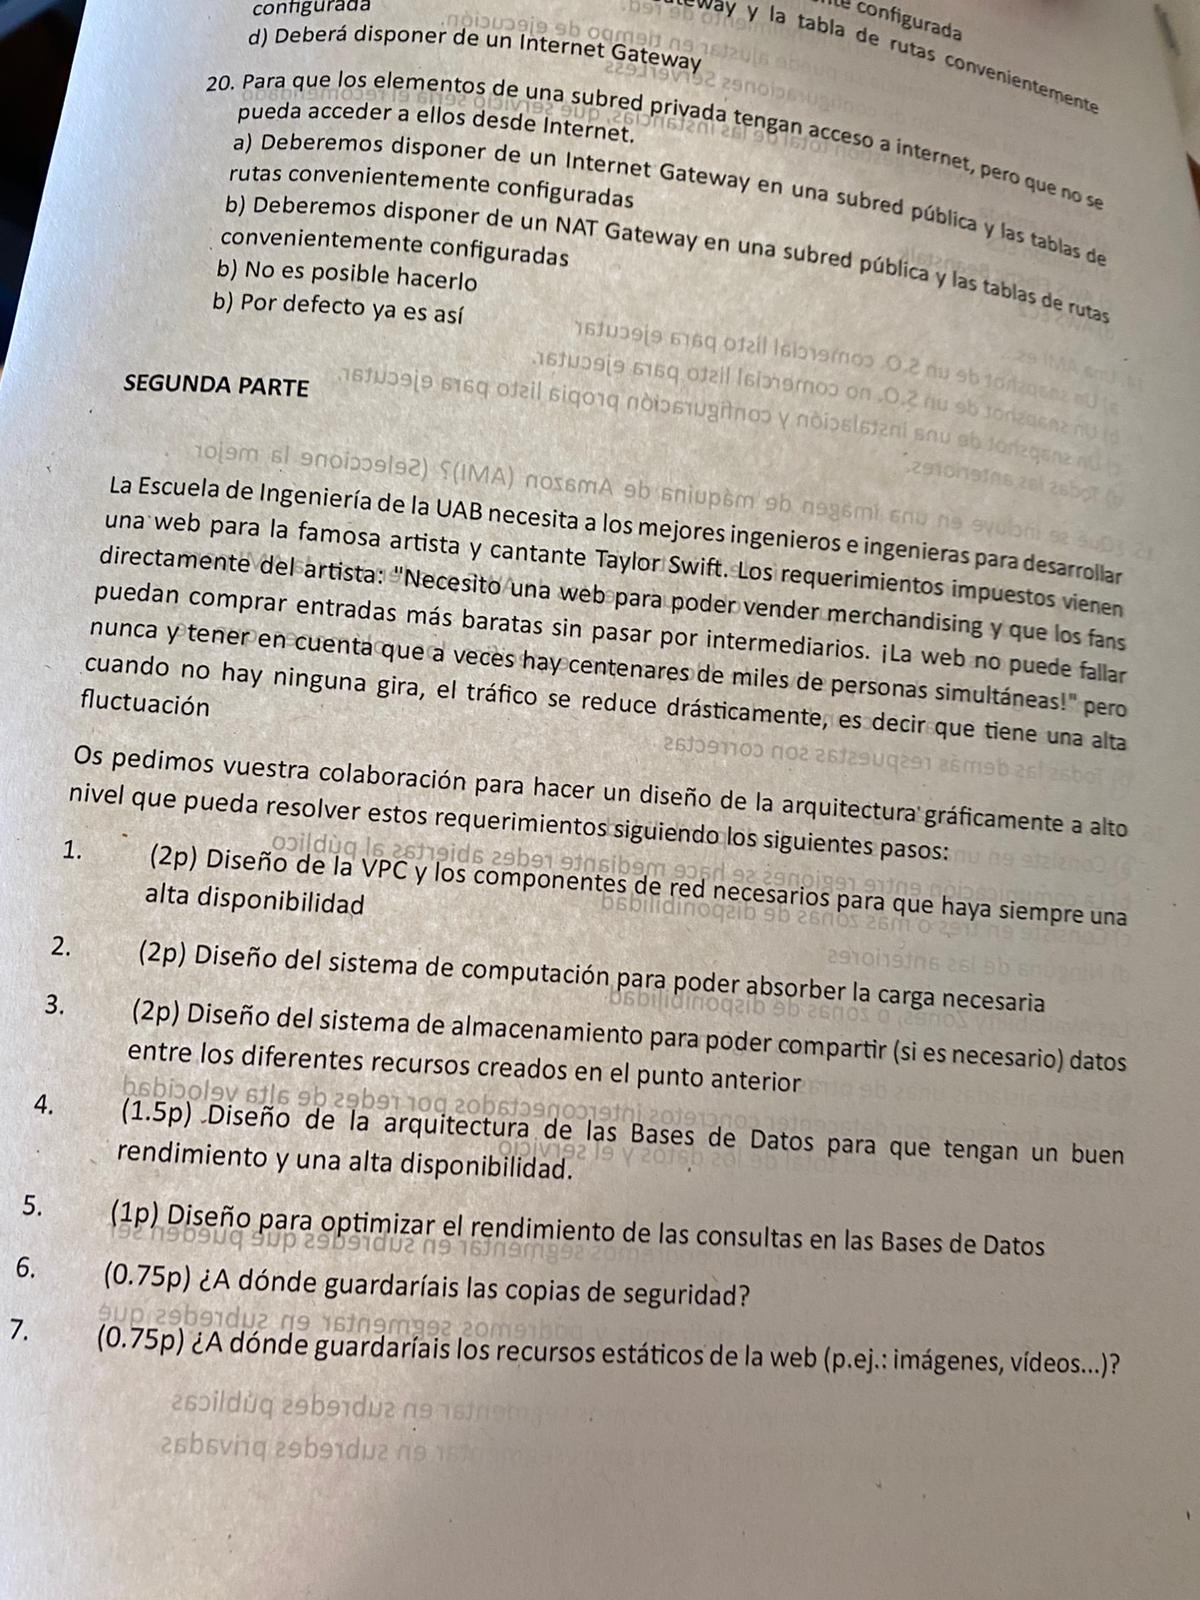 configurada
nte configurada
teway y la tabla de rutas convenientemente
d) Deberá disponer de un Internet Gateway
20. Para que los elementos de una subred privada tengan acceso a internet, pero que no se
pueda acceder a ellos desde Internet.
a) Deberemos disponer de un Internet Gateway en una subred pública y las tablas de
rutas convenientemente configuradas
b) Deberemos disponer de un NAT Gateway en una subred pública y las tablas de rutas
convenientemente configuradas
b) No es posible hacerlo
b) Por defecto ya es así
SEGUNDA PARTE
La Escuela de Ingeniería de la UAB necesita a los mejores ingenieros e ingenieras para desarrollar
una web para la famosa artista y cantante Taylor Swift. Los requerimientos impuestos vienen
directamente del artista: "Necesito una web para poder vender merchandising y que los fans
puedan comprar entradas más baratas sin pasar por intermediarios. ¡La web no puede fallar
nunca y tener en cuenta que a veces hay centenares de miles de personas simultáneas!" pero
cuando no hay ninguna gira, el tráfico se reduce drásticamente, es decir que tiene una alta
fluctuación
Os pedimos vuestra colaboración para hacer un diseño de la arquitectura gráficamente a alto
nivel que pueda resolver estos requerimientos siguiendo los siguientes pasos:
1. (2p) Diseño de la VPC y los componentes de red necesarios para que haya siempre una
alta disponibilidad
2. (2p) Diseño del sistema de computación para poder absorber la carga necesaria
3. (2p) Diseño del sistema de almacenamiento para poder compartir (si es necesario) datos
entre los diferentes recursos creados en el punto anterior
4. (1.5p) Diseño de la arquitectura de las Bases de Datos para que tengan un buen
rendimiento y una alta disponibilidad.
5. (1p) Diseño para optimizar el rendimiento de las consultas en las Bases de Datos
6. (0.75p) ¿A dónde guardaríais las copias de seguridad?
7. (0.75p) ¿A dónde guardaríais los recursos estáticos de la web (p.ej.: imágenes, vídeos...)?